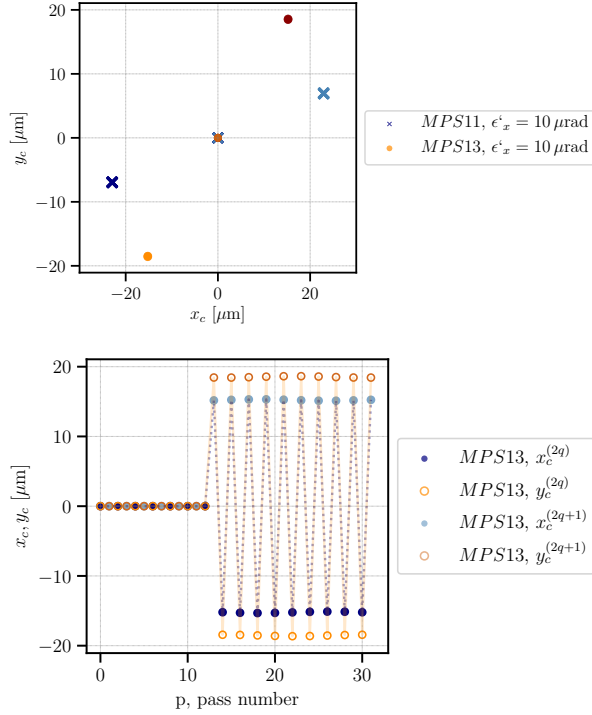 20
10
0
−10
−20
y_c [μm]
−20 0 20
x_c [μm]
MPS11, ϵ‘_x = 10 μrad
MPS13, ϵ‘_x = 10 μrad
20
10
0
−10
−20
x_c, y_c [μm]
0 10 20 30
p, pass number
MPS13, x_c^(2q)
MPS13, y_c^(2q)
MPS13, x_c^(2q+1)
MPS13, y_c^(2q+1)